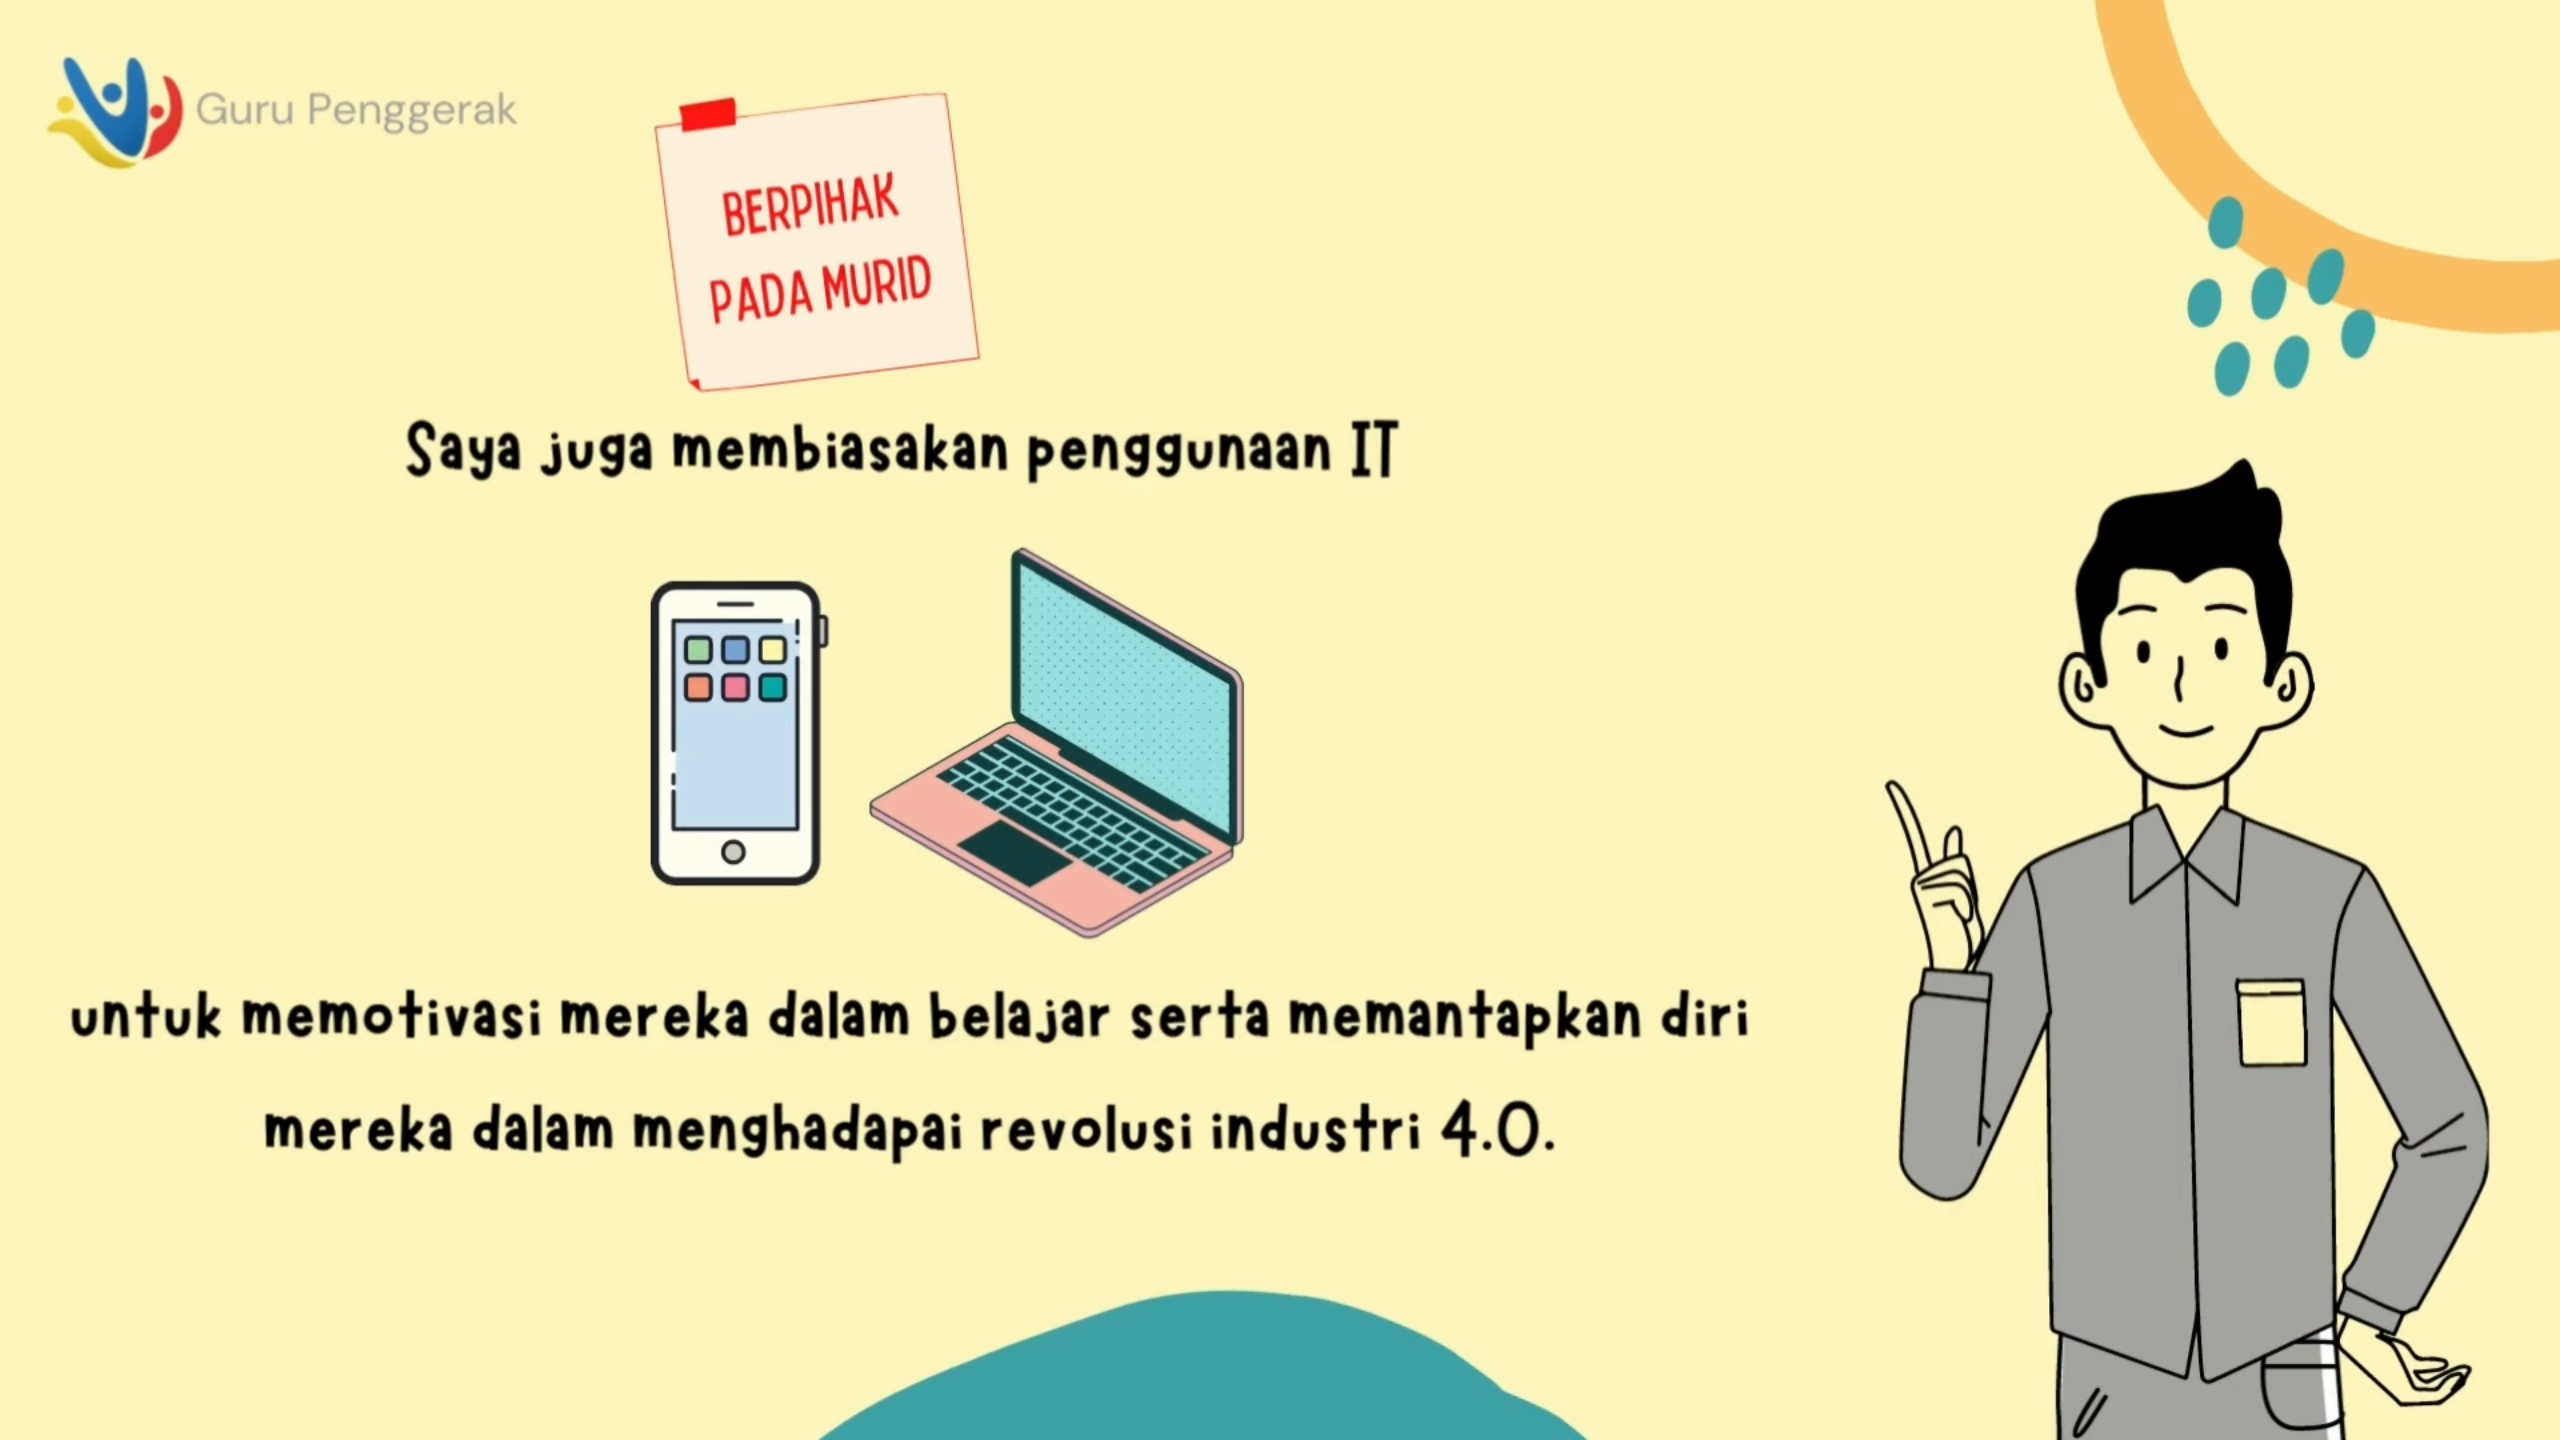 Guru Penggerak
BERPIHAK
PADA MURID
Saya juga membiasakan penggunaan IT
untuk memotivasi mereka dalam belajar serta memantapkan diri
mereka dalam menghadapai revolusi industri 4.0.